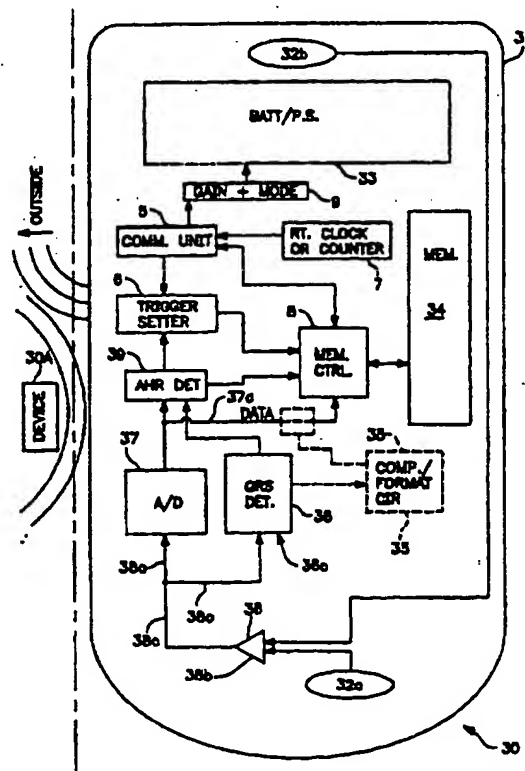 32b
3
BATT/P.S.
33
OUTSIDE
GAIN + MODE
9
5
COMM. UNIT
RT. CLOCK
OR COUNTER
7
6
TRIGGER
SETTER
8
MEM.
CTRL.
MEM.
34
30A
DEVICE
39
AHR DET
37a
DATA
37
A/D
QRS
DET.
36
35
COMP./
FORMAT
CIR
35
38a
38a
38a
38a
38
38b
32a
30